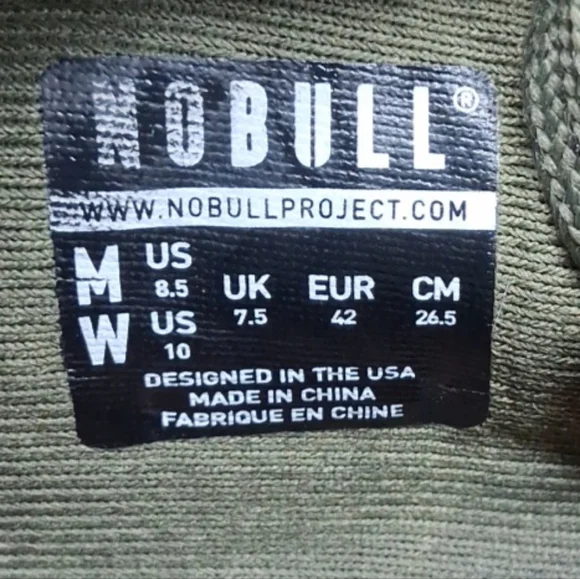 NOBULL®
WWW.NOBULLPROJECT.COM
M US 8.5 UK 7.5 EUR 42 CM 26.5
W US 10
DESIGNED IN THE USA
MADE IN CHINA
FABRIQUE EN CHINE